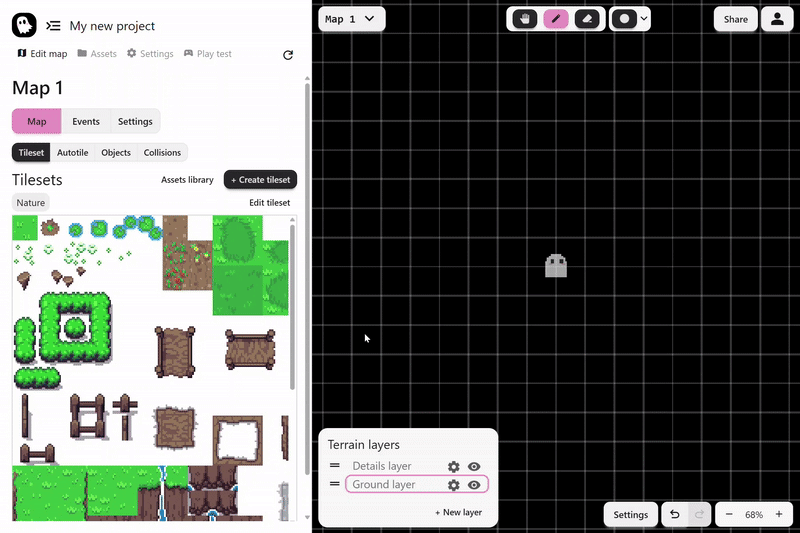 My new project
Edit map Assets Settings Play test
Map 1
Map Events Settings
Tileset Autotile Objects Collisions
Tilesets Assets library + Create tileset
Nature Edit tileset
Map 1
Share
Terrain layers
Details layer
Ground layer
+ New layer
Settings
− 68% +